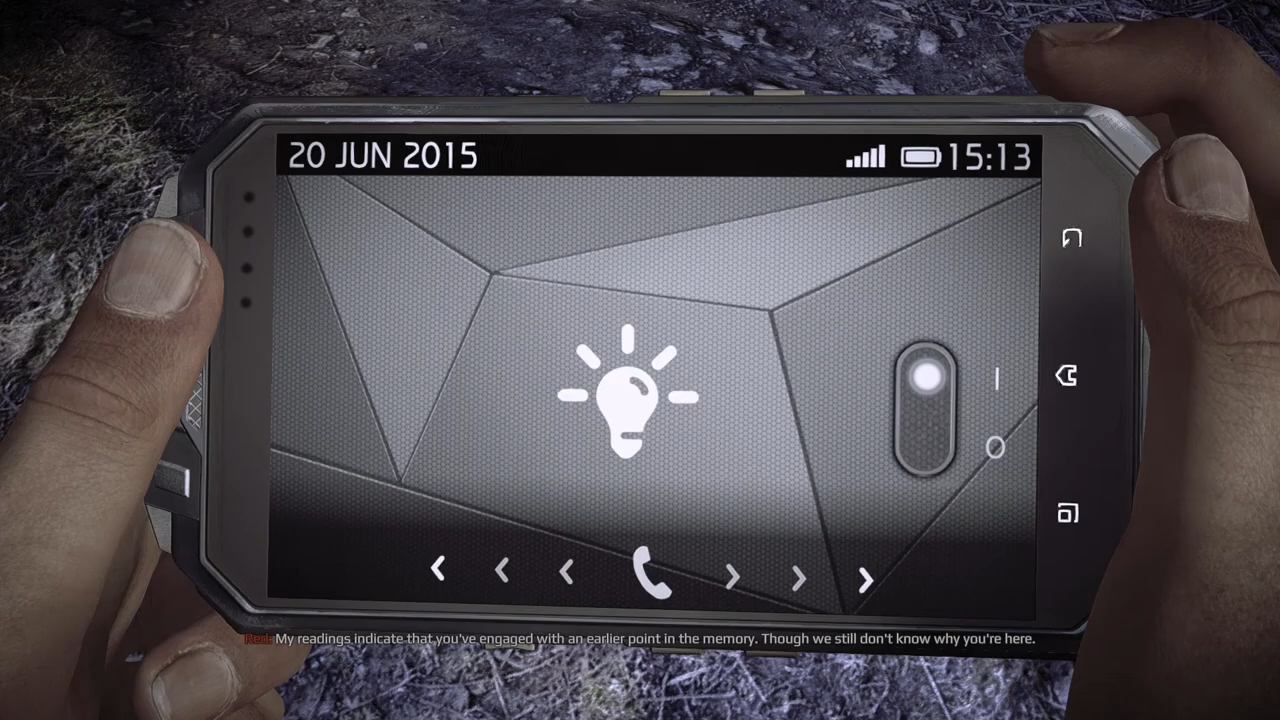 20 JUN 2015 15:13
Red: My readings indicate that you've engaged with an earlier point in the memory. Though we still don't know why you're here.